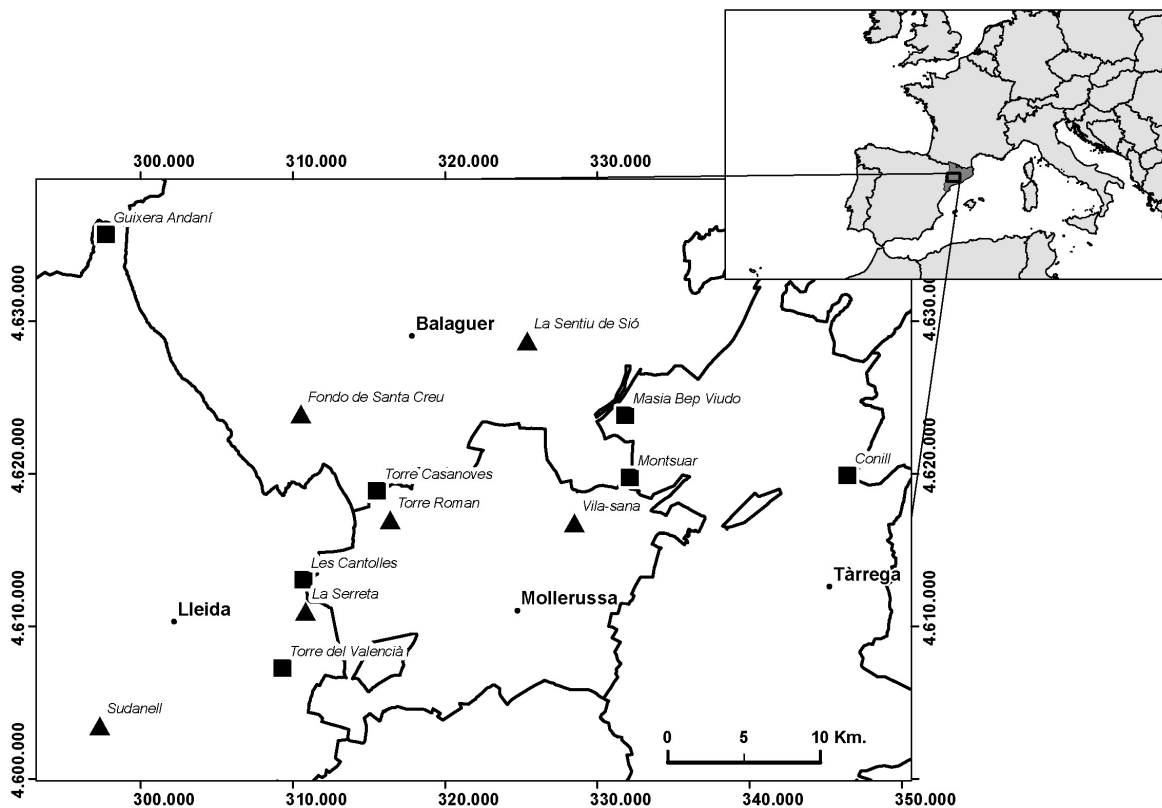 300.000
310.000
320.000
330.000
Guixera Andaní
4.630.000
4.630.00
Balaguer
La Sentiu de Sió
Fondo de Santa Creu
Masia Bep Viudo
4.620.000
4.620.000
Torre Casanoves
Montsuar
Conill
Torre Roman
Vila-sana
Les Cantolles
Tàrrega
La Serreta
Mollerussa
Lleida
4.610.000
4.610.000
Torre del Valencià
Sudanell
0 5 10 Km.
4.600.000
300.000
310.000
320.000
330.000
340.000
350.000